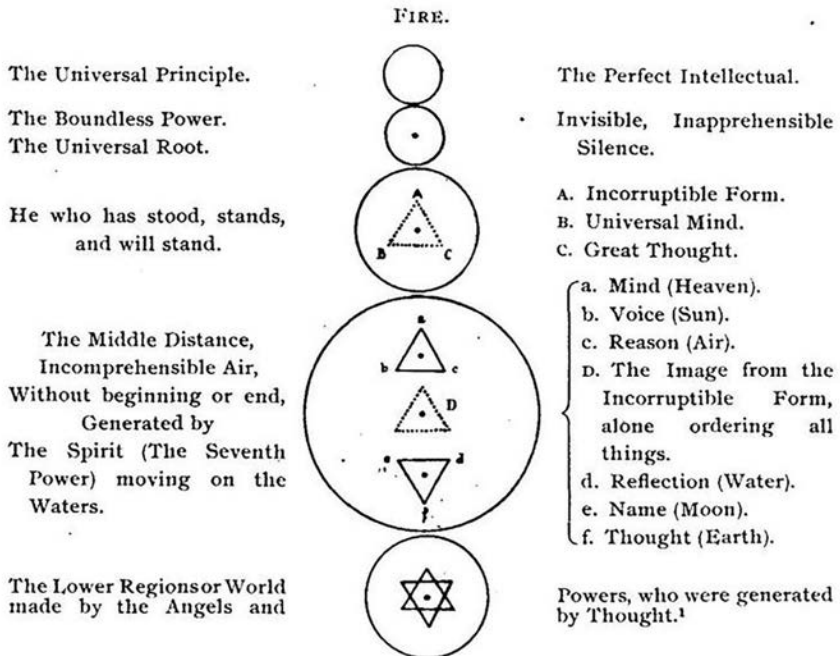 FIRE.
The Universal Principle.
The Perfect Intellectual.
The Boundless Power.
The Universal Root.
Invisible, Inapprehensible
Silence.
He who has stood, stands,
and will stand.
A
B
C
A. Incorruptible Form.
B. Universal Mind.
C. Great Thought.
The Middle Distance,
Incomprehensible Air,
Without beginning or end,
Generated by
The Spirit (The Seventh
Power) moving on the
Waters.
a
b
c
D
e
d
f
a. Mind (Heaven).
b. Voice (Sun).
c. Reason (Air).
D. The Image from the
Incorruptible Form,
alone ordering all
things.
d. Reflection (Water).
e. Name (Moon).
f. Thought (Earth).
The Lower Regions or World
made by the Angels and
Powers, who were generated
by Thought.¹